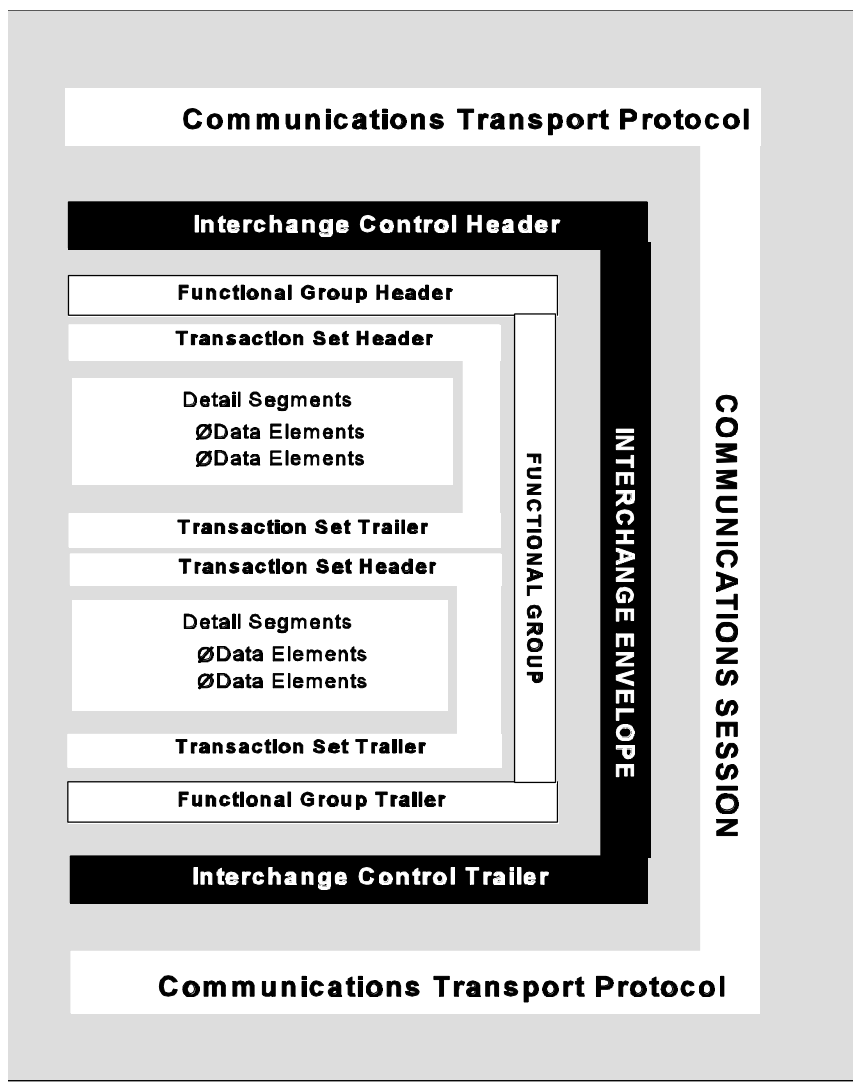 Communications Transport Protocol
Interchange Control Header
Functional Group Header
Transaction Set Header
Detail Segments
ØData Elements
ØData Elements
Transaction Set Trailer
Transaction Set Header
Detail Segments
ØData Elements
ØData Elements
Transaction Set Trailer
Functional Group Trailer
Interchange Control Trailer
Communications Transport Protocol
FUNCTIONAL GROUP
INTERCHANGE ENVELOPE
COMMUNICATIONS SESSION